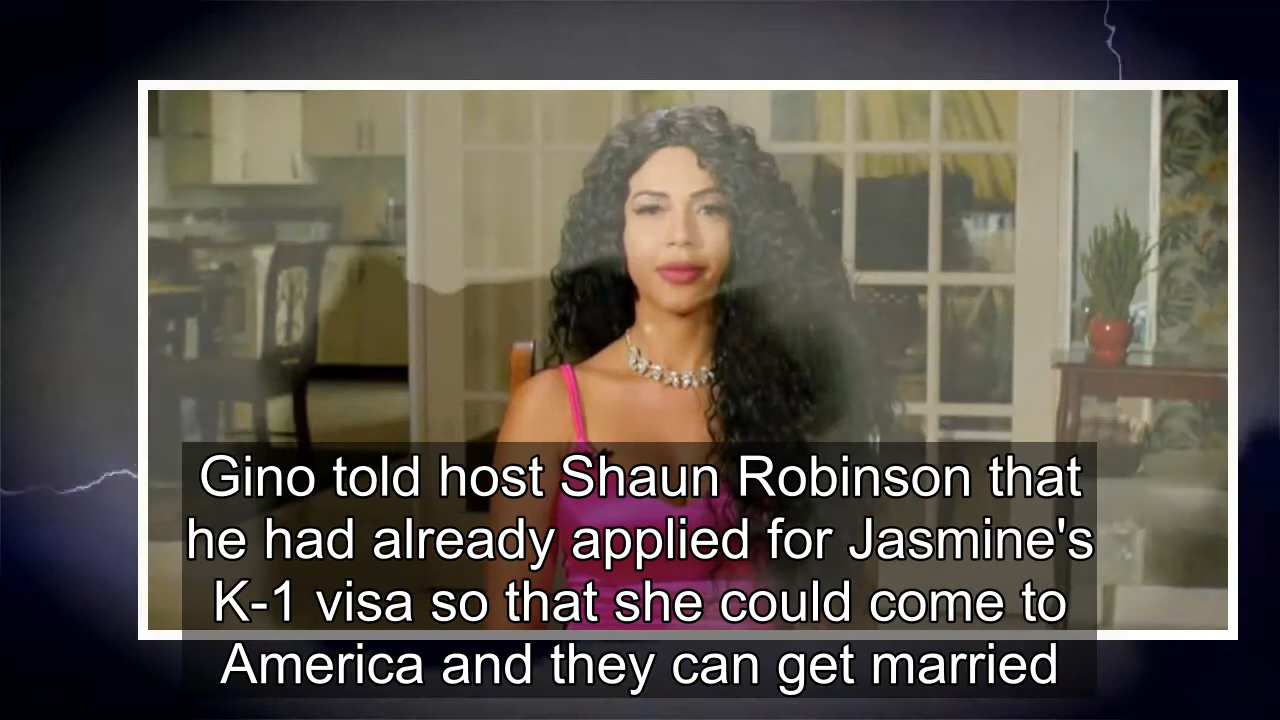 Gino told host Shaun Robinson that
he had already applied for Jasmine's
K-1 visa so that she could come to
America and they can get married